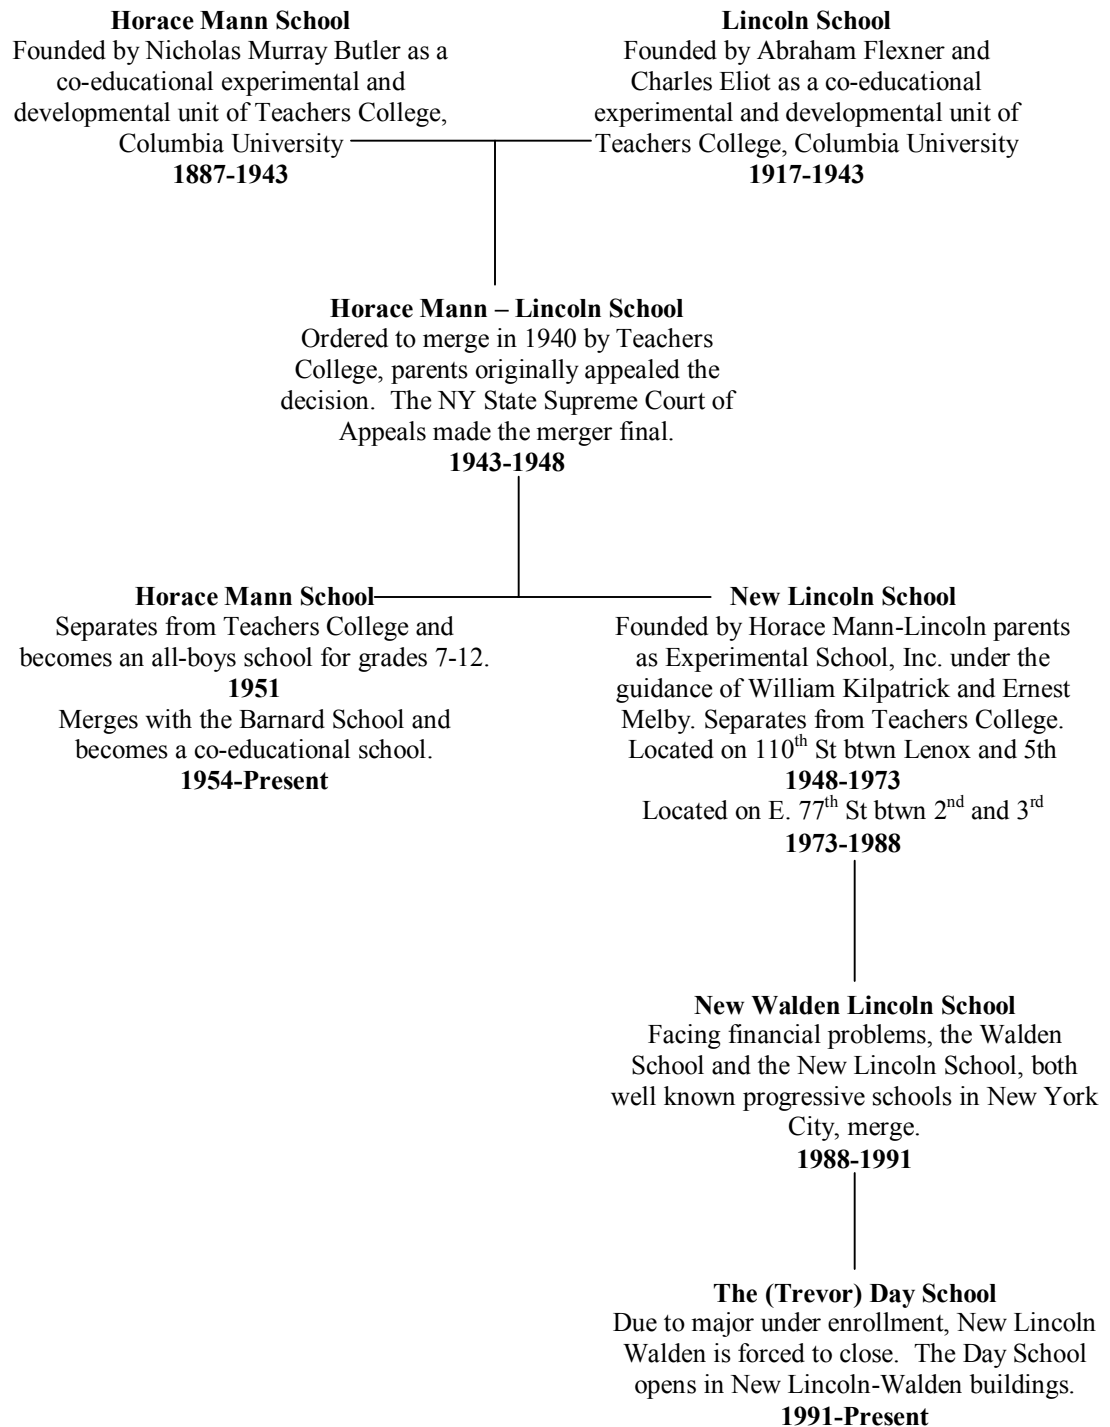 Horace Mann School
Founded by Nicholas Murray Butler as a
co-educational experimental and
developmental unit of Teachers College,
Columbia University
1887-1943
Lincoln School
Founded by Abraham Flexner and
Charles Eliot as a co-educational
experimental and developmental unit of
Teachers College, Columbia University
1917-1943
Horace Mann – Lincoln School
Ordered to merge in 1940 by Teachers
College, parents originally appealed the
decision.  The NY State Supreme Court of
Appeals made the merger final.
1943-1948
Horace Mann School
Separates from Teachers College and
becomes an all-boys school for grades 7-12.
1951
Merges with the Barnard School and
becomes a co-educational school.
1954-Present
New Lincoln School
Founded by Horace Mann-Lincoln parents
as Experimental School, Inc. under the
guidance of William Kilpatrick and Ernest
Melby. Separates from Teachers College.
Located on 110th St btwn Lenox and 5th
1948-1973
Located on E. 77th St btwn 2nd and 3rd
1973-1988
New Walden Lincoln School
Facing financial problems, the Walden
School and the New Lincoln School, both
well known progressive schools in New York
City, merge.
1988-1991
The (Trevor) Day School
Due to major under enrollment, New Lincoln
Walden is forced to close.  The Day School
opens in New Lincoln-Walden buildings.
1991-Present